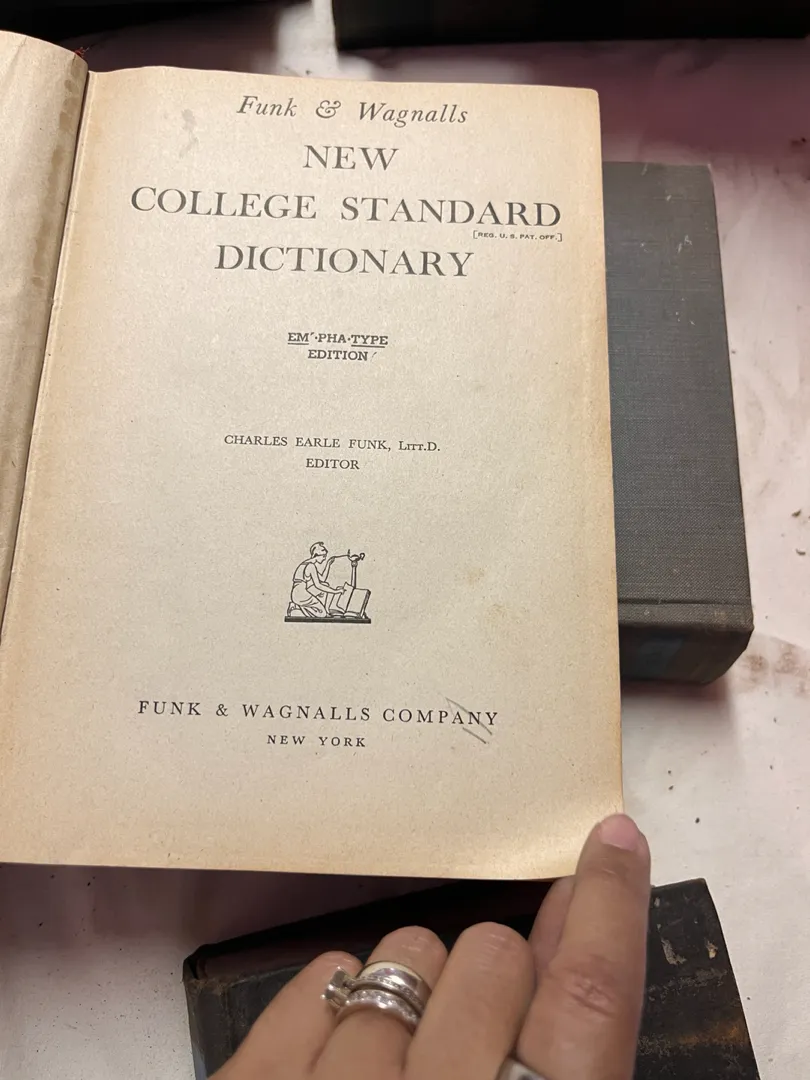 Funk & Wagnalls
NEW
COLLEGE STANDARD
[REG. U. S. PAT. OFF.]
DICTIONARY
EM′·PHA·TYPE
EDITION
CHARLES EARLE FUNK, Litt.D.
EDITOR
FUNK & WAGNALLS COMPANY
NEW YORK